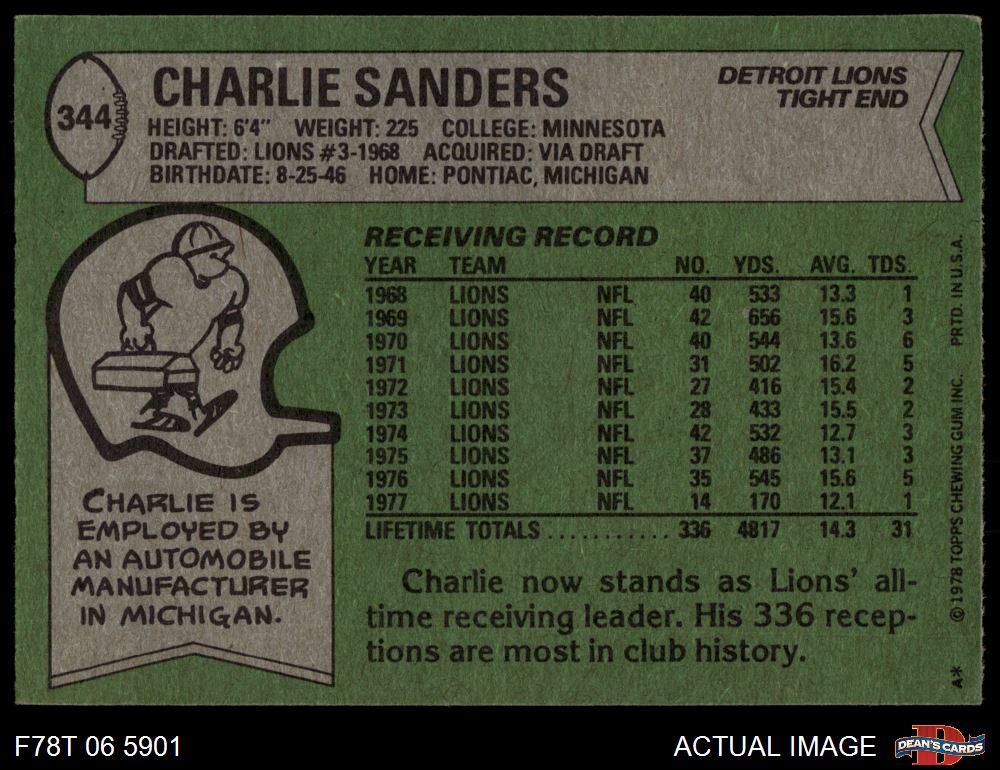 344
CHARLIE SANDERS
DETROIT LIONS
TIGHT END
HEIGHT: 6'4" WEIGHT: 225 COLLEGE: MINNESOTA
DRAFTED: LIONS #3-1968 ACQUIRED: VIA DRAFT
BIRTHDATE: 8-25-46 HOME: PONTIAC, MICHIGAN
RECEIVING RECORD
YEAR TEAM NO. YDS. AVG. TDS.
1968 LIONS NFL 40 533 13.3 1
1969 LIONS NFL 42 656 15.6 3
1970 LIONS NFL 40 544 13.6 6
1971 LIONS NFL 31 502 16.2 5
1972 LIONS NFL 27 416 15.4 2
1973 LIONS NFL 28 433 15.5 2
1974 LIONS NFL 42 532 12.7 3
1975 LIONS NFL 37 486 13.1 3
1976 LIONS NFL 35 545 15.6 5
1977 LIONS NFL 14 170 12.1 1
LIFETIME TOTALS ........... 336 4817 14.3 31
Charlie now stands as Lions' all-
time receiving leader. His 336 recep-
tions are most in club history.
CHARLIE IS
EMPLOYED BY
AN AUTOMOBILE
MANUFACTURER
IN MICHIGAN.
A* © 1978 TOPPS CHEWING GUM INC. PRTD. IN U.S.A.
F78T 06 5901
ACTUAL IMAGE
D
DEAN'S CARDS